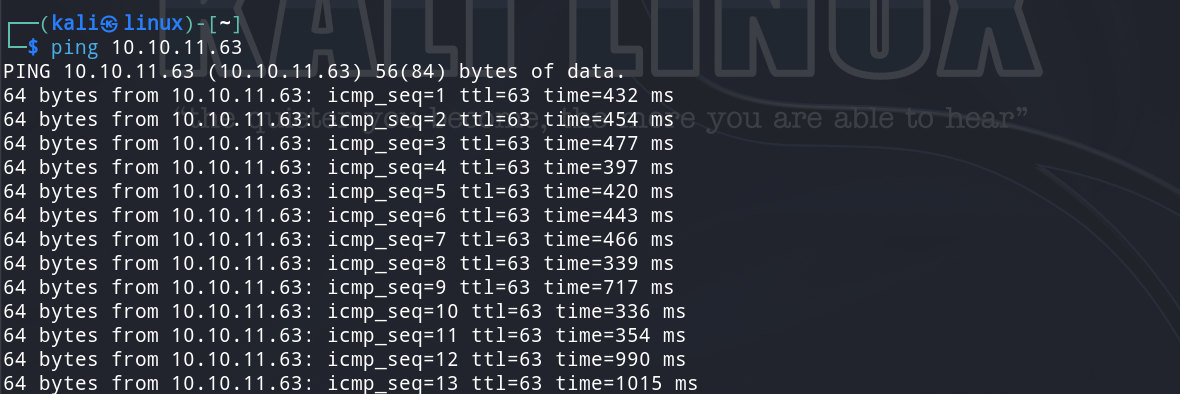 KALI LINUX
┌──(kali㉿linux)-[~]
└─$ ping 10.10.11.63
PING 10.10.11.63 (10.10.11.63) 56(84) bytes of data.
64 bytes from 10.10.11.63: icmp_seq=1 ttl=63 time=432 ms
"the quieter you become, the more you are able to hear"
64 bytes from 10.10.11.63: icmp_seq=2 ttl=63 time=454 ms
64 bytes from 10.10.11.63: icmp_seq=3 ttl=63 time=477 ms
64 bytes from 10.10.11.63: icmp_seq=4 ttl=63 time=397 ms
64 bytes from 10.10.11.63: icmp_seq=5 ttl=63 time=420 ms
64 bytes from 10.10.11.63: icmp_seq=6 ttl=63 time=443 ms
64 bytes from 10.10.11.63: icmp_seq=7 ttl=63 time=466 ms
64 bytes from 10.10.11.63: icmp_seq=8 ttl=63 time=339 ms
64 bytes from 10.10.11.63: icmp_seq=9 ttl=63 time=717 ms
64 bytes from 10.10.11.63: icmp_seq=10 ttl=63 time=336 ms
64 bytes from 10.10.11.63: icmp_seq=11 ttl=63 time=354 ms
64 bytes from 10.10.11.63: icmp_seq=12 ttl=63 time=990 ms
64 bytes from 10.10.11.63: icmp_seq=13 ttl=63 time=1015 ms